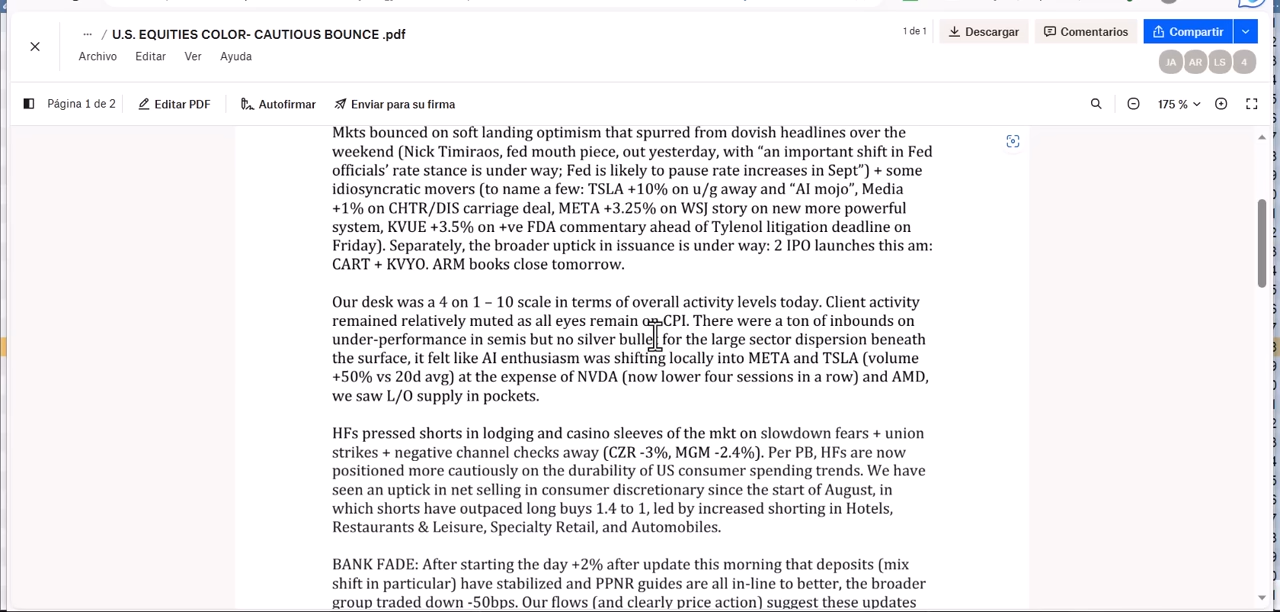 ... / U.S. EQUITIES COLOR- CAUTIOUS BOUNCE .pdf
1 de 1
Descargar
Comentarios
Compartir
Archivo Editar Ver Ayuda
JA AR LS 4
Página 1 de 2
Editar PDF
Autofirmar
Enviar para su firma
175 %
Mkts bounced on soft landing optimism that spurred from dovish headlines over the
weekend (Nick Timiraos, fed mouth piece, out yesterday, with “an important shift in Fed
officials’ rate stance is under way; Fed is likely to pause rate increases in Sept”) + some
idiosyncratic movers (to name a few: TSLA +10% on u/g away and “AI mojo”, Media
+1% on CHTR/DIS carriage deal, META +3.25% on WSJ story on new more powerful
system, KVUE +3.5% on +ve FDA commentary ahead of Tylenol litigation deadline on
Friday). Separately, the broader uptick in issuance is under way: 2 IPO launches this am:
CART + KVYO. ARM books close tomorrow.
Our desk was a 4 on 1 – 10 scale in terms of overall activity levels today. Client activity
remained relatively muted as all eyes remain on CPI. There were a ton of inbounds on
under-performance in semis but no silver bullet for the large sector dispersion beneath
the surface, it felt like AI enthusiasm was shifting locally into META and TSLA (volume
+50% vs 20d avg) at the expense of NVDA (now lower four sessions in a row) and AMD,
we saw L/O supply in pockets.
HFs pressed shorts in lodging and casino sleeves of the mkt on slowdown fears + union
strikes + negative channel checks away (CZR -3%, MGM -2.4%). Per PB, HFs are now
positioned more cautiously on the durability of US consumer spending trends. We have
seen an uptick in net selling in consumer discretionary since the start of August, in
which shorts have outpaced long buys 1.4 to 1, led by increased shorting in Hotels,
Restaurants & Leisure, Specialty Retail, and Automobiles.
BANK FADE: After starting the day +2% after update this morning that deposits (mix
shift in particular) have stabilized and PPNR guides are all in-line to better, the broader
group traded down -50bps. Our flows (and clearly price action) suggest these updates